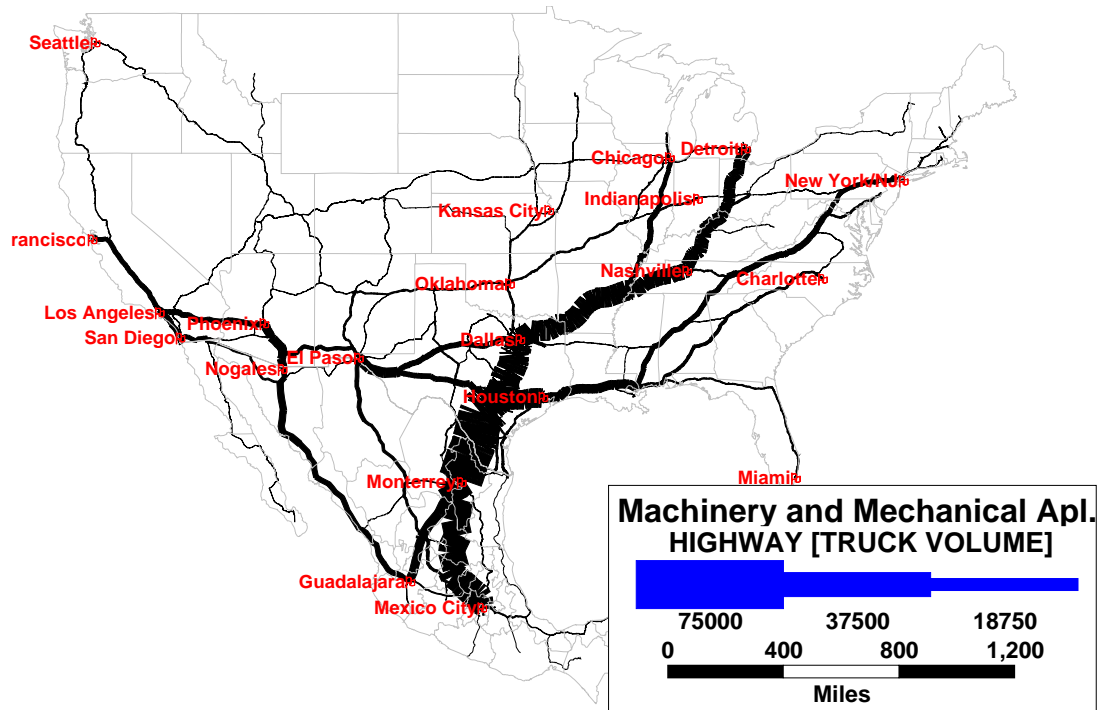 Seattle
Chicago
Detroit
New York/NJ
Indianapolis
Kansas City
rancisco
Nashville
Charlotte
Oklahoma
Los Angeles
Phoenix
San Diego
Dallas
El Paso
Nogales
Houston
Monterrey
Miami
Guadalajara
Mexico City
Machinery and Mechanical Apl.
HIGHWAY [TRUCK VOLUME]
75000 37500 18750
0 400 800 1,200
Miles